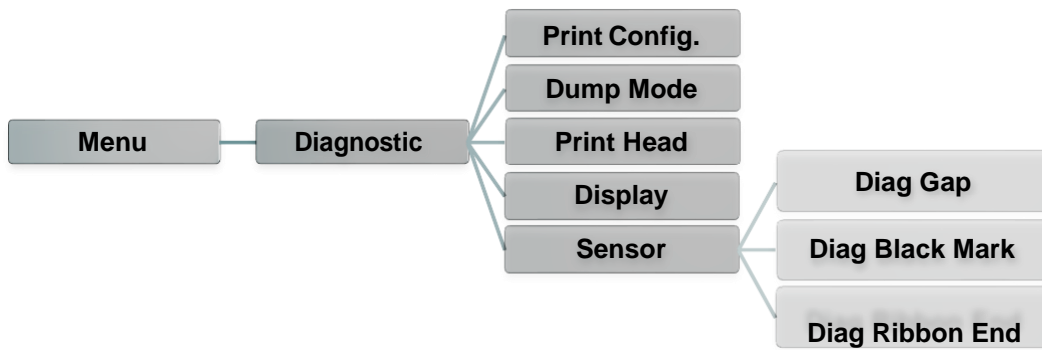 Menu
Diagnostic
Print Config.
Dump Mode
Print Head
Display
Sensor
Diag Gap
Diag Black Mark
Diag Ribbon End